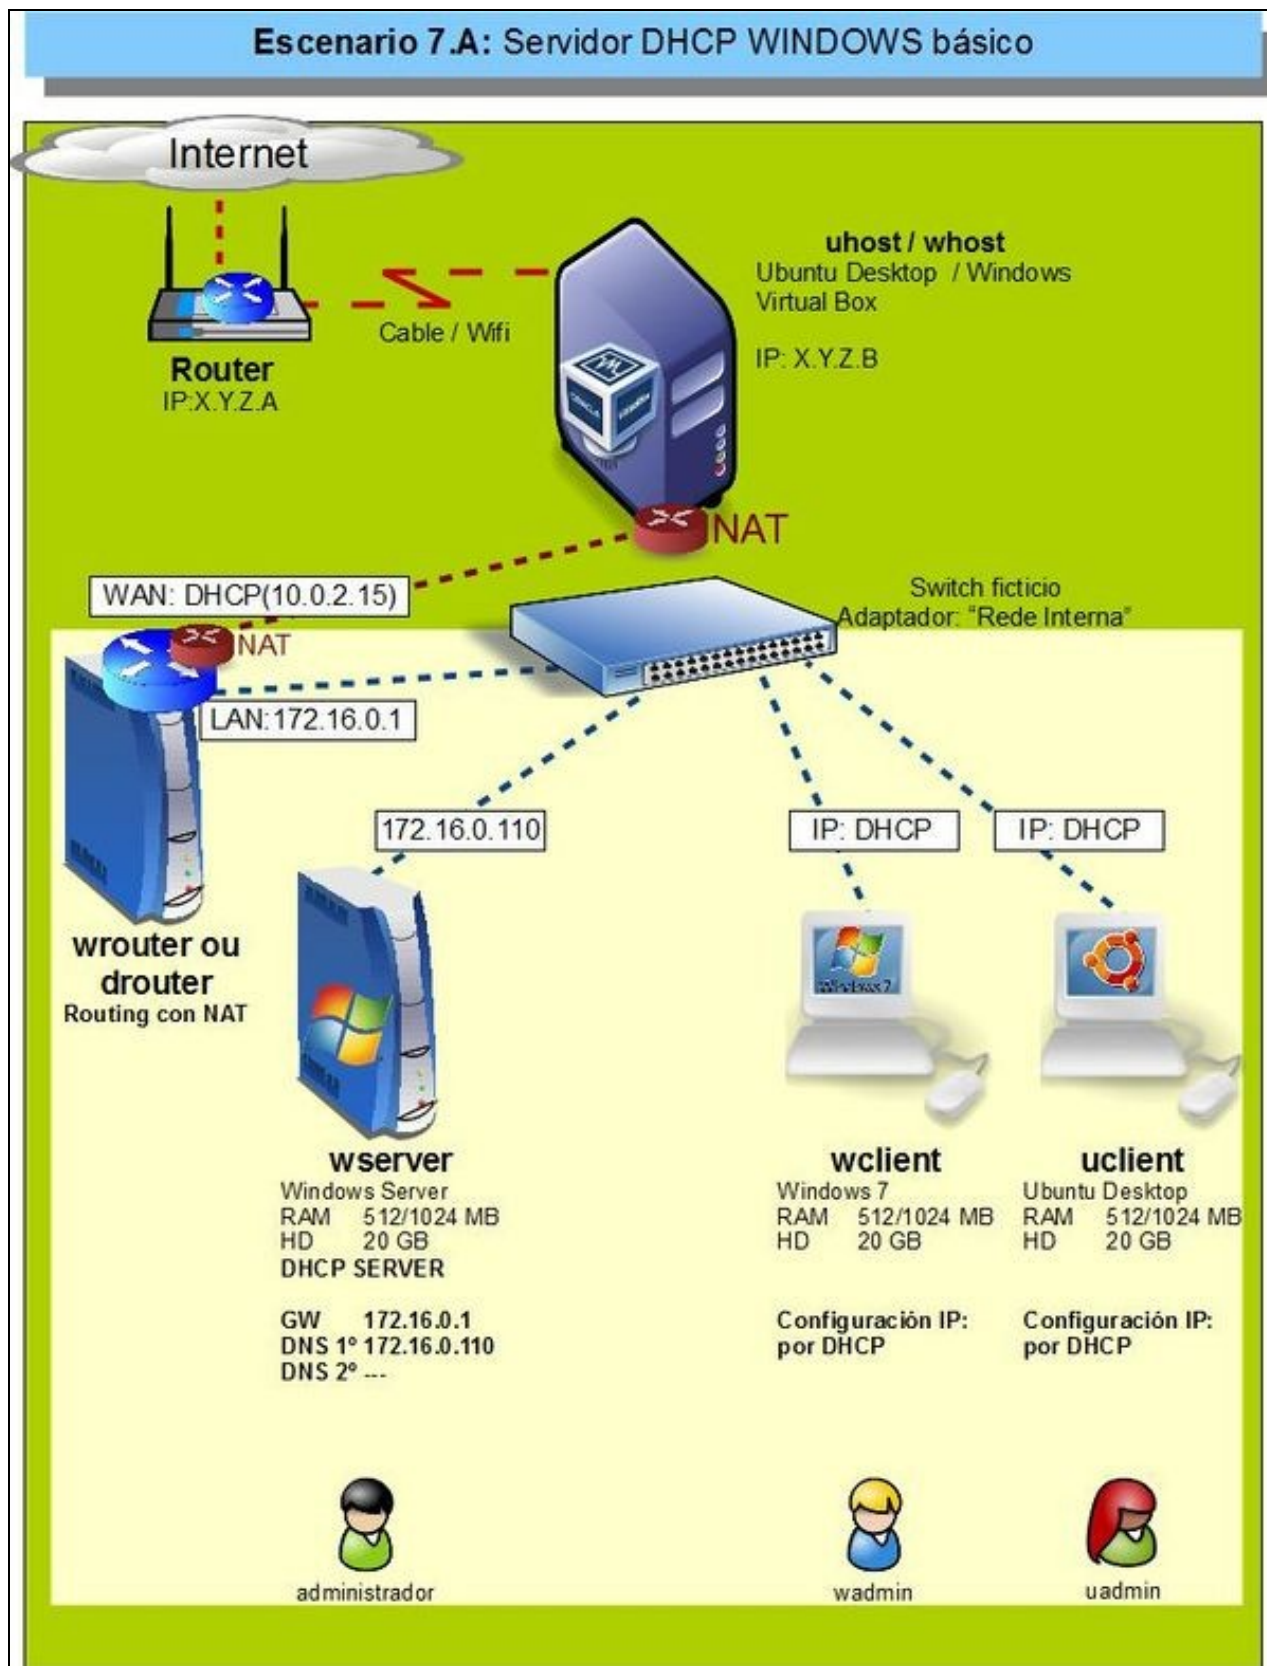 Escenario 7.A: Servidor DHCP WINDOWS básico
Internet
uhost / whost
Ubuntu Desktop / Windows
Virtual Box
IP: X.Y.Z.B
Cable / Wifi
Router
IP:X.Y.Z.A
NAT
WAN: DHCP(10.0.2.15)
Switch ficticio
Adaptador: "Rede Interna"
NAT
LAN:172.16.0.1
172.16.0.110
IP: DHCP
IP: DHCP
wrouter ou
drouter
Routing con NAT
Windows 7
wserver
Windows Server
RAM 512/1024 MB
HD 20 GB
DHCP SERVER
GW 172.16.0.1
DNS 1º 172.16.0.110
DNS 2º ---
wclient
Windows 7
RAM 512/1024 MB
HD 20 GB
Configuración IP:
por DHCP
uclient
Ubuntu Desktop
RAM 512/1024 MB
HD 20 GB
Configuración IP:
por DHCP
administrador
wadmin
uadmin